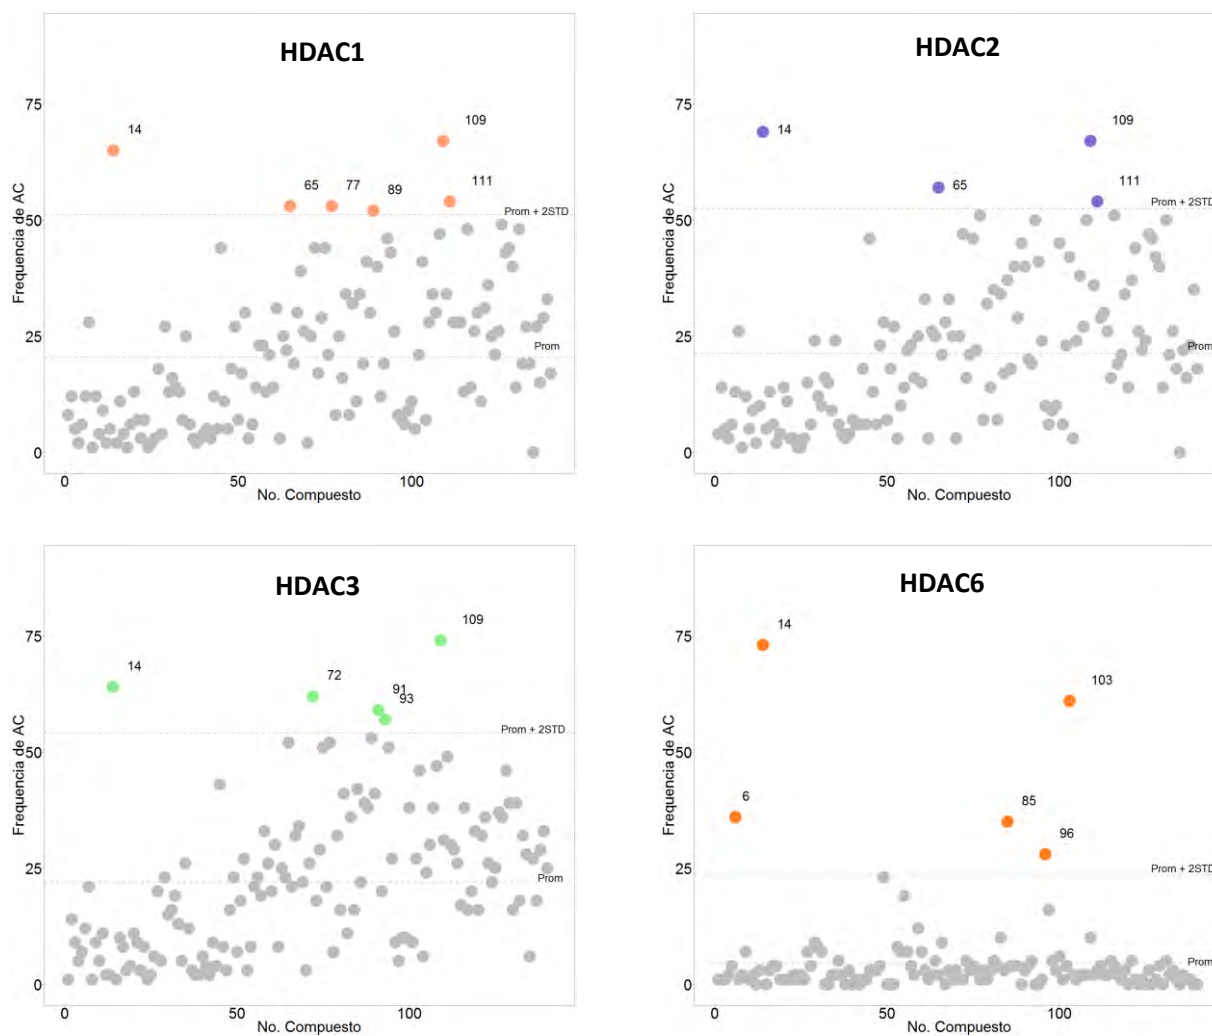 HDAC1
75
50
25
0
Frequencia de AC
14
109
65
77
89
111
Prom + 2STD
Prom
0
50
100
No. Compuesto
HDAC2
75
50
25
0
Frequencia de AC
14
109
65
111
Prom + 2STD
Prom
0
50
100
No. Compuesto
HDAC3
75
50
25
0
Frequencia de AC
109
14
72
91
93
Prom + 2STD
Prom
0
50
100
No. Compuesto
HDAC6
75
50
25
0
Frequencia de AC
14
103
6
85
96
Prom + 2STD
Prom
0
50
100
No. Compuesto